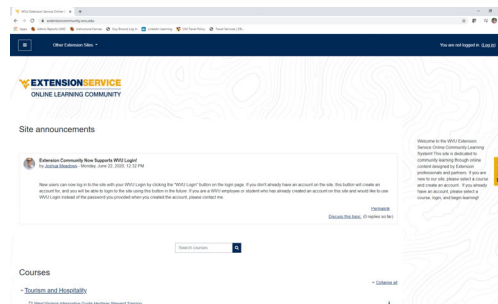 WVU Extension Service Online L
extensioncommunity.wvu.edu
Apps
LinkedIn Learning
Other Extension Sites
You are not logged in. (Log in)
EXTENSIONSERVICE
ONLINE LEARNING COMMUNITY
Site announcements
Extension Community Now Supports WVU Login!
by Joshua Meadows - Monday, June 22, 2020, 12:32 PM
New users can now log in to the site with your WVU Login by clicking the "WVU Login" button on the login page. If you don't already have an account on the site, this button will create an
account for, and you will be able to login to the site using this button in the future. If you are a WVU employee or student who has already created an account on this site and would like to use
WVU Login instead of the password you provided when you created the account, please contact me.
Permalink
Discuss this topic (0 replies so far)
Welcome to the WVU Extension
Service Online Community Learning
System! This site is dedicated to
community learning through online
content designed by Extension
professionals and partners. If you are
new to our site, please select a course
and create an account. If you already
have an account, please select a
course, login, and begin learning!
Search courses
Courses
Collapse all
Tourism and Hospitality